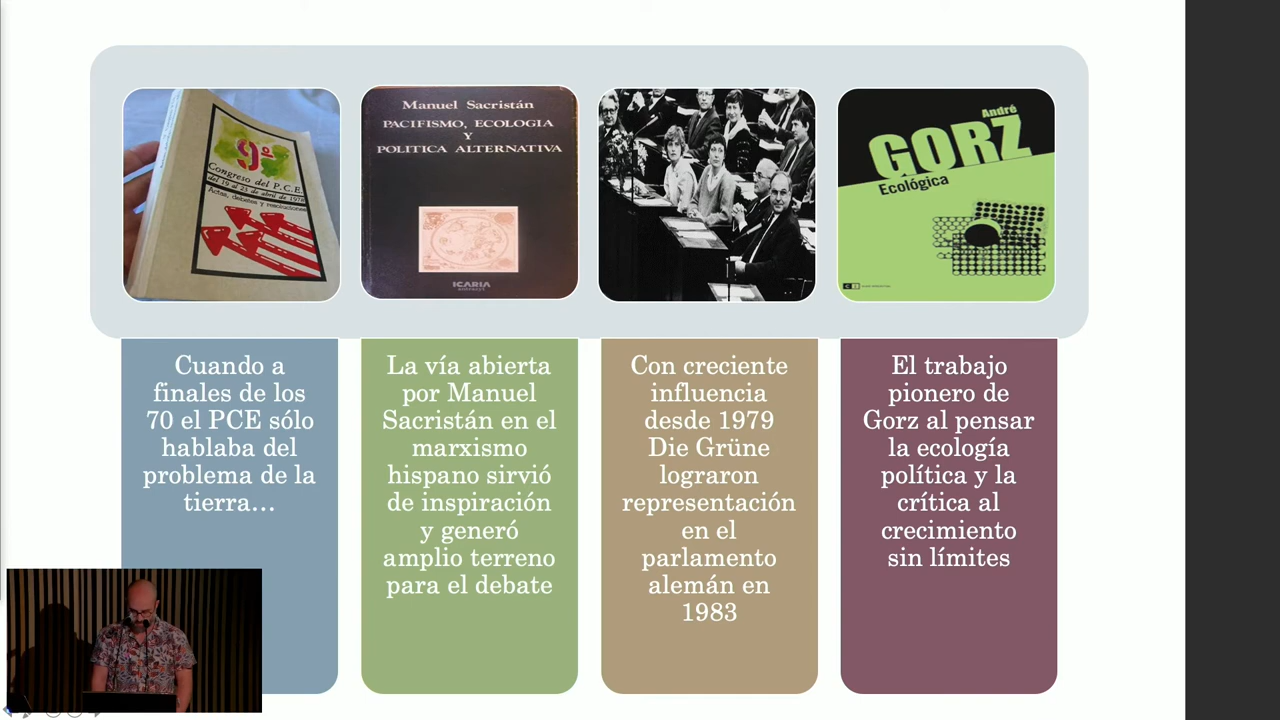 9º
Congreso del P.C.E.
del 19 al 23 de abril de 1978
Actas, debates y resoluciones
Manuel Sacristán
PACIFISMO, ECOLOGIA
Y
POLITICA ALTERNATIVA
ICARIA
André
GORZ
Ecológica
Cuando a
finales de los
70 el PCE sólo
hablaba del
problema de la
tierra...
La vía abierta
por Manuel
Sacristán en el
marxismo
hispano sirvió
de inspiración
y generó
amplio terreno
para el debate
Con creciente
influencia
desde 1979
Die Grüne
lograron
representación
en el
parlamento
alemán en
1983
El trabajo
pionero de
Gorz al pensar
la ecología
política y la
crítica al
crecimiento
sin límites